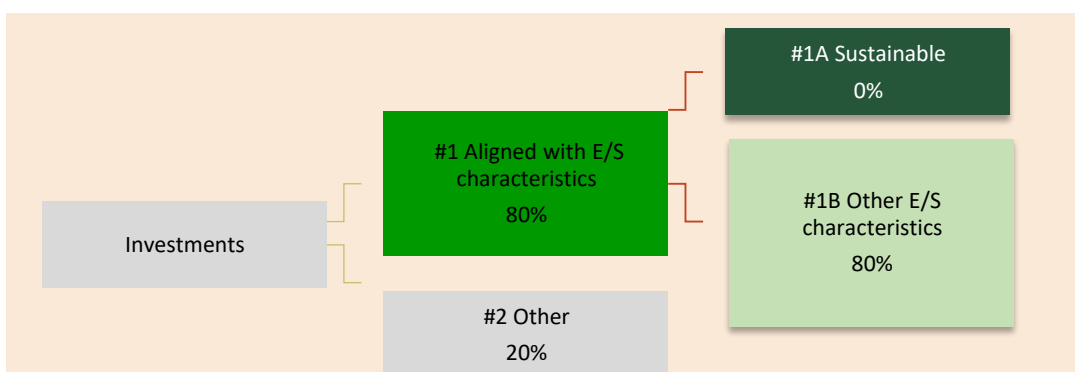 Investments
#1 Aligned with E/S
characteristics
80%
#2 Other
20%
#1A Sustainable
0%
#1B Other E/S
characteristics
80%